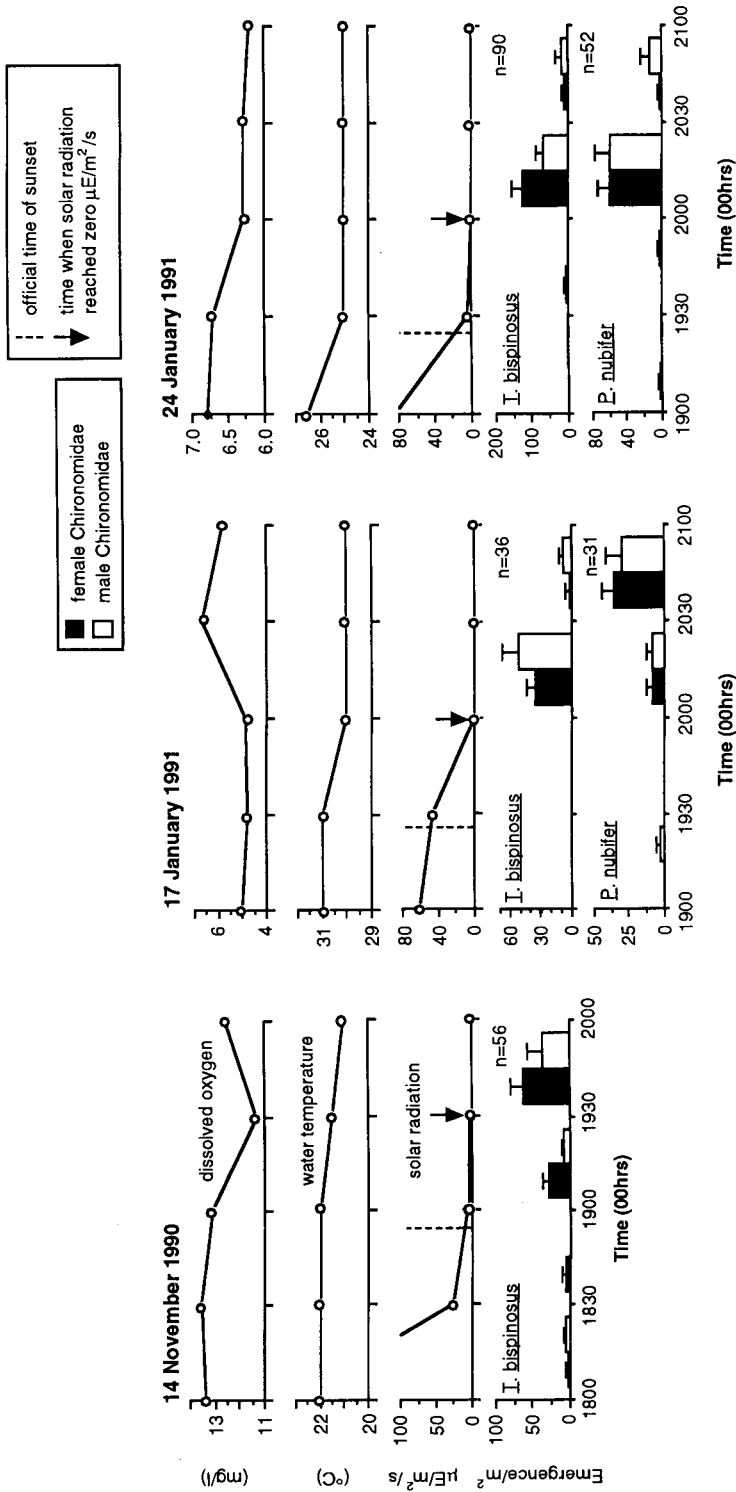 female Chironomidae
male Chironomidae
official time of sunset
time when solar radiation
reached zero µE/m²/s
14 November 1990
17 January 1991
24 January 1991
(mg/l)
13
11
dissolved oxygen
6
4
7.0
6.5
6.0
(°C)
22
20
water temperature
31
29
26
24
µE/m²/s
100
50
0
solar radiation
80
40
0
80
40
0
Emergence/m²
100
50
0
T. bispinosus
n=56
60
30
0
T. bispinosus
n=36
200
100
0
T. bispinosus
n=90
50
25
0
P. nubifer
n=31
80
40
0
P. nubifer
n=52
1800
1830
1900
1930
2000
Time (00hrs)
1900
1930
2000
2030
2100
Time (00hrs)
1900
1930
2000
2030
2100
Time (00hrs)